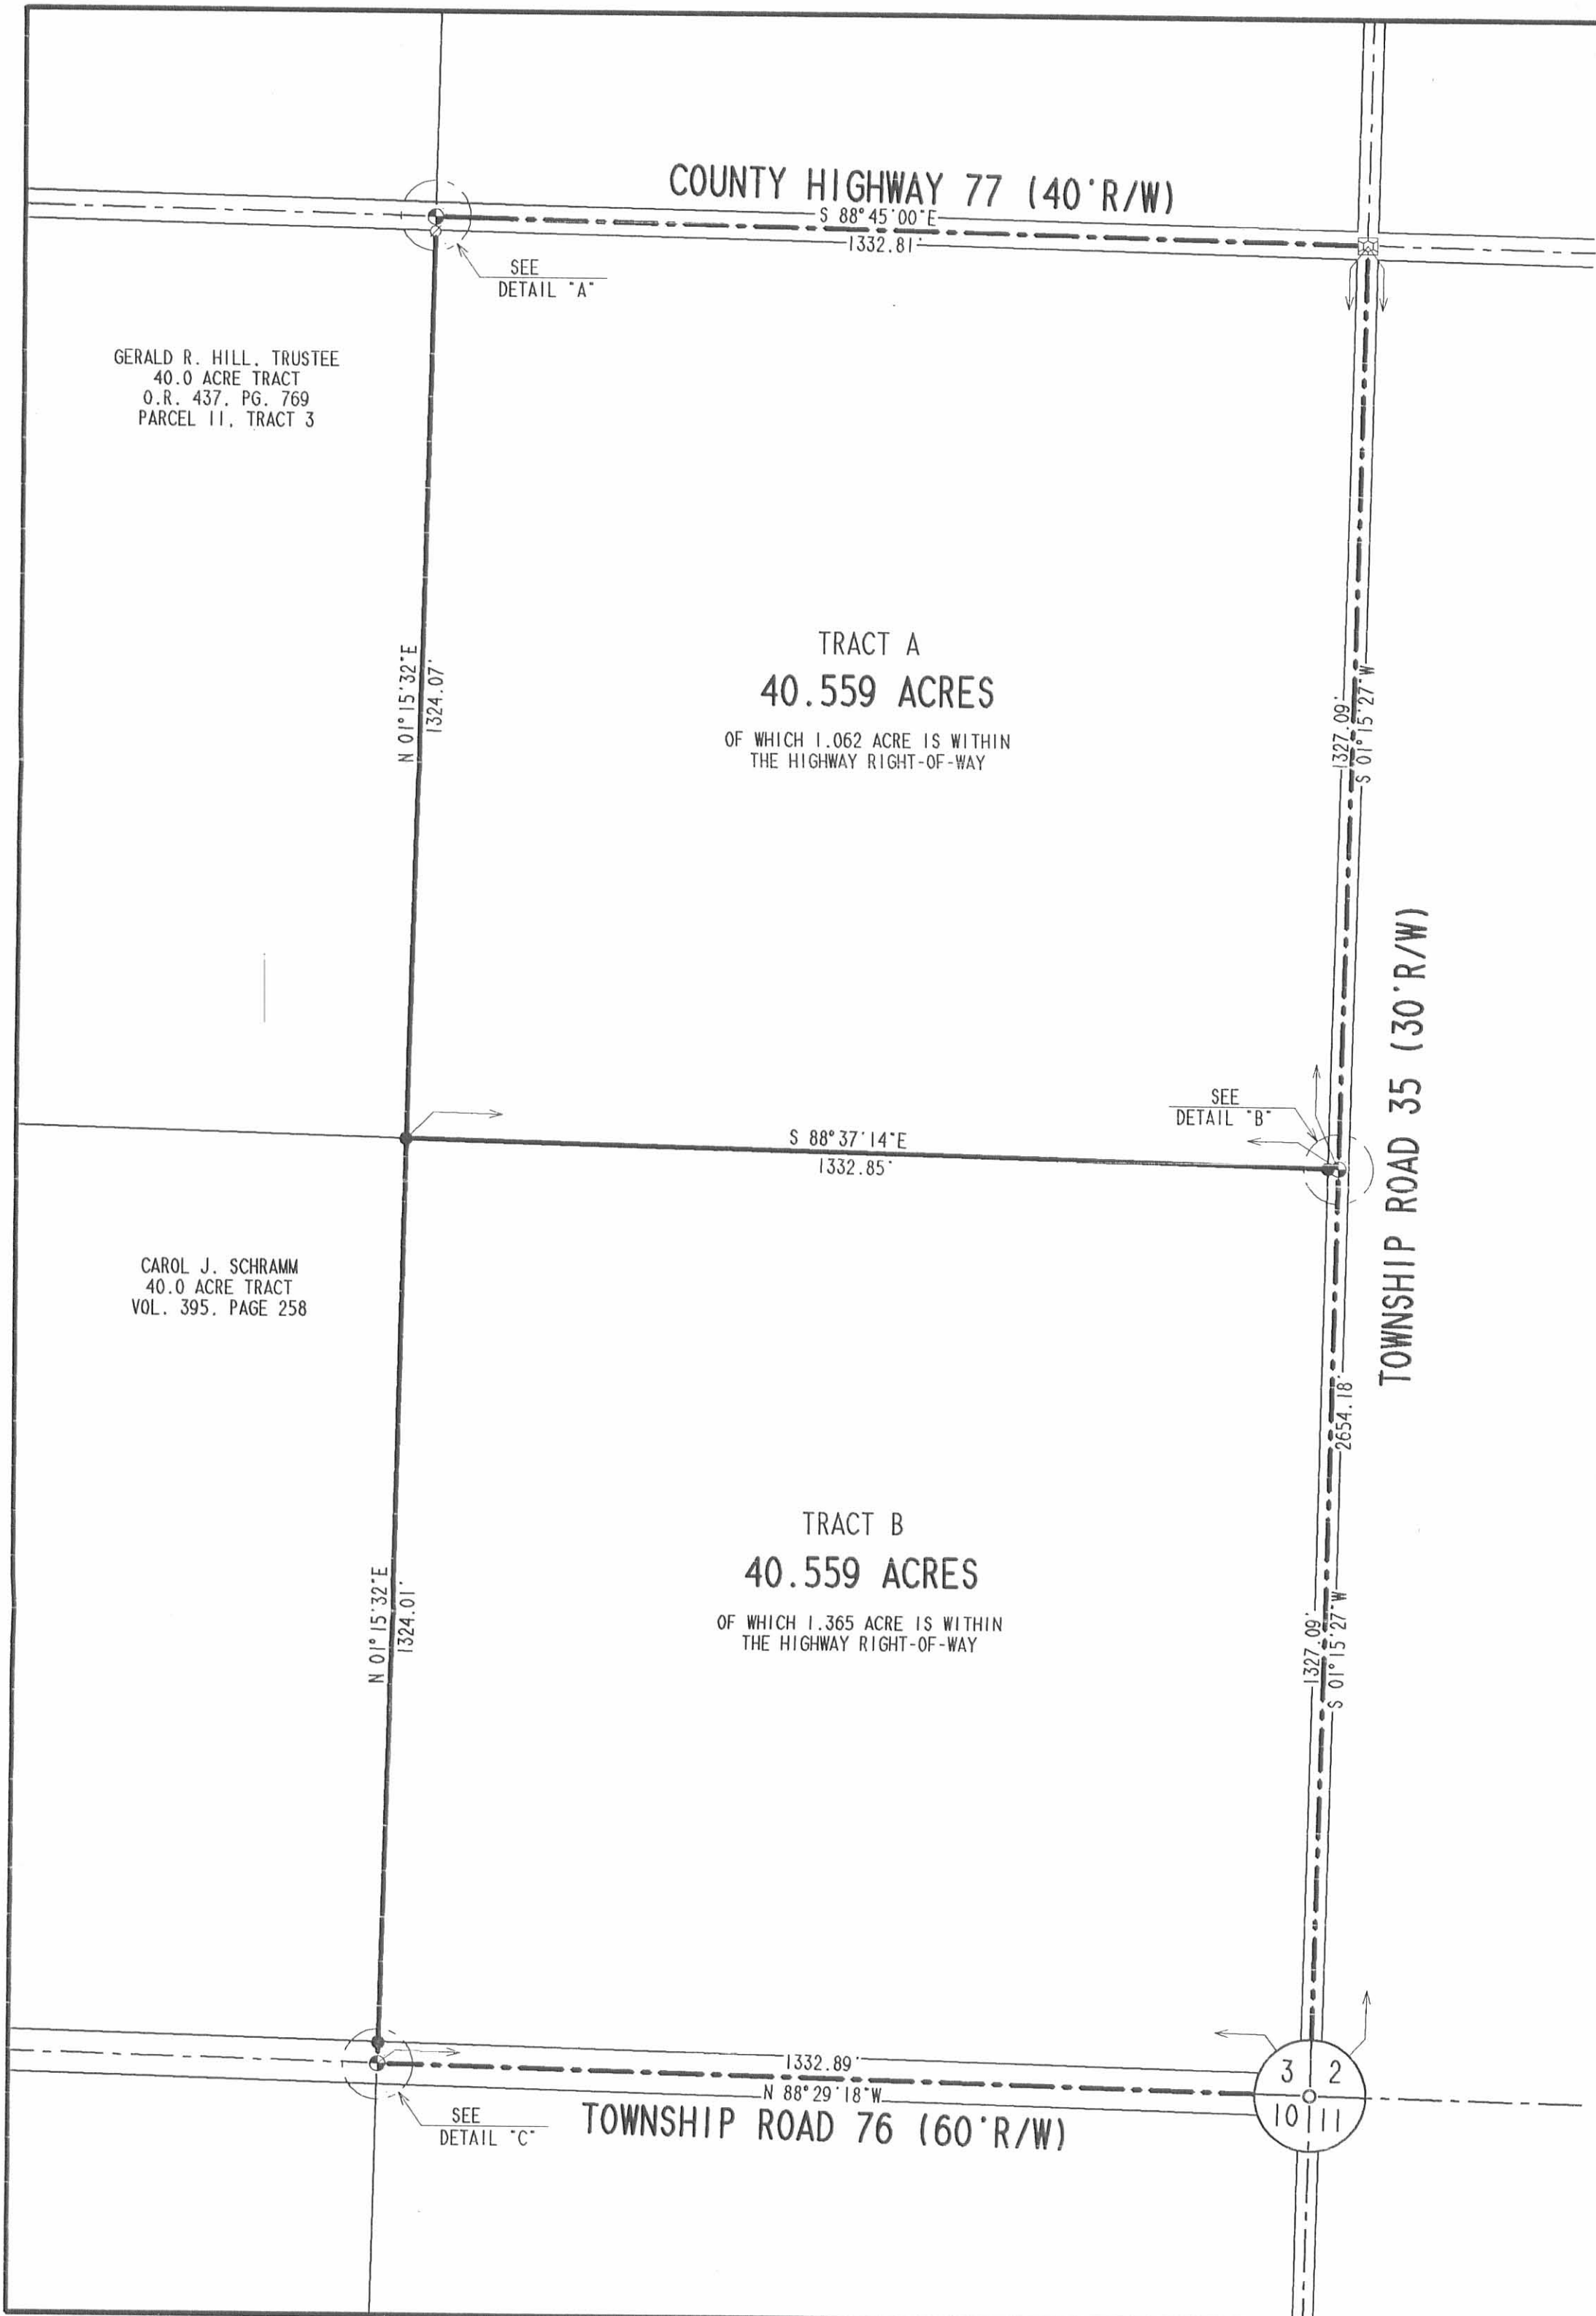 COUNTY HIGHWAY 77 (40'R/W)
S 88°45'00"E
1332.81'
SEE
DETAIL "A"
GERALD R. HILL, TRUSTEE
40.0 ACRE TRACT
O.R. 437, PG. 769
PARCEL II, TRACT 3
N 01°15'32"E
1324.07'
TRACT A
40.559 ACRES
OF WHICH 1.062 ACRE IS WITHIN
THE HIGHWAY RIGHT-OF-WAY
1327.09'
S 01°15'27"W
TOWNSHIP ROAD 35 (30'R/W)
SEE
DETAIL "B"
S 88°37'14"E
1332.85'
CAROL J. SCHRAMM
40.0 ACRE TRACT
VOL. 395, PAGE 258
2654.18'
TRACT B
40.559 ACRES
OF WHICH 1.365 ACRE IS WITHIN
THE HIGHWAY RIGHT-OF-WAY
N 01°15'32"E
1324.01'
1327.09'
S 01°15'27"W
1332.89'
N 88°29'18"W
SEE
DETAIL "C"
TOWNSHIP ROAD 76 (60'R/W)
3 2
10 11